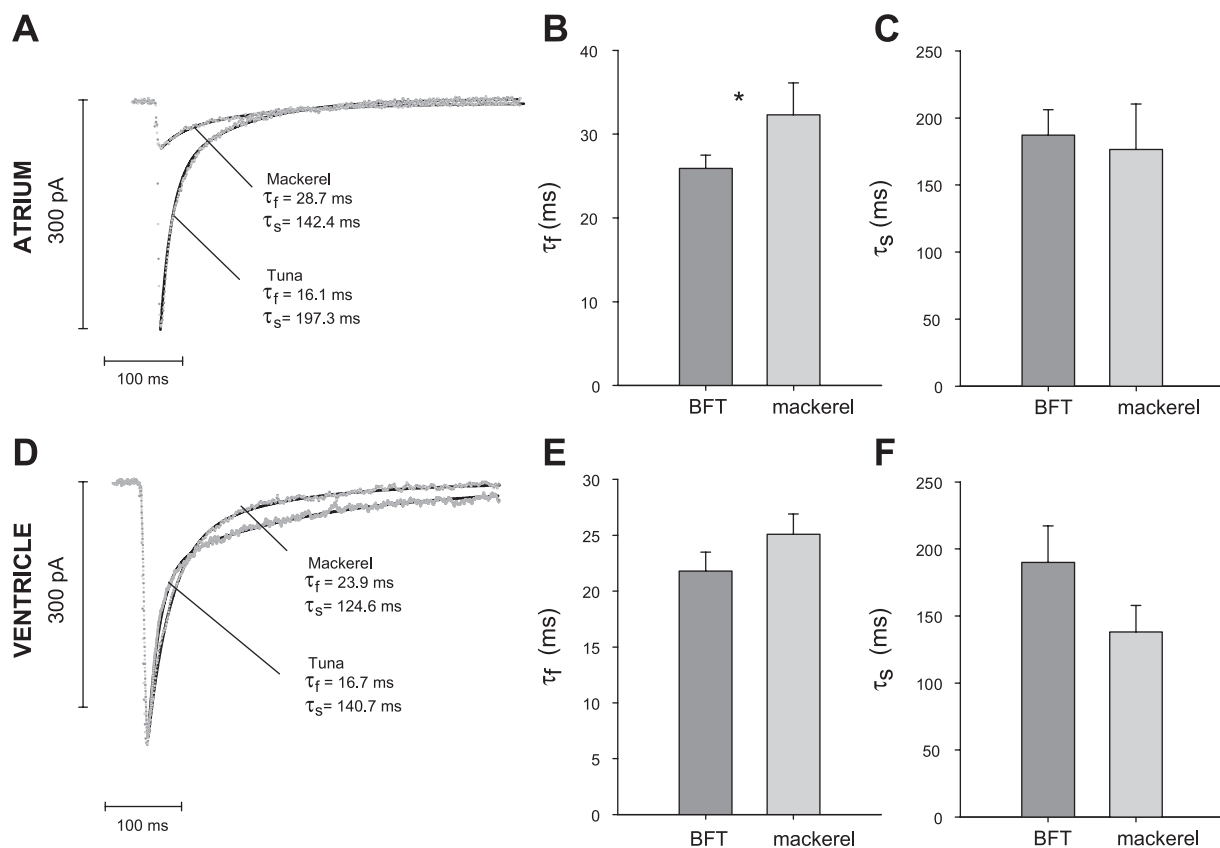 A
ATRIUM
300 pA
Mackerel
τf = 28.7 ms
τs = 142.4 ms
Tuna
τf = 16.1 ms
τs= 197.3 ms
100 ms
B
τf (ms)
40
30
20
10
0
*
BFT
mackerel
C
τs (ms)
250
200
150
100
50
0
BFT
mackerel
D
VENTRICLE
300 pA
Mackerel
τf = 23.9 ms
τs= 124.6 ms
Tuna
τf = 16.7 ms
τs= 140.7 ms
100 ms
E
τf (ms)
30
25
20
15
10
5
0
BFT
mackerel
F
τs (ms)
250
200
150
100
50
0
BFT
mackerel